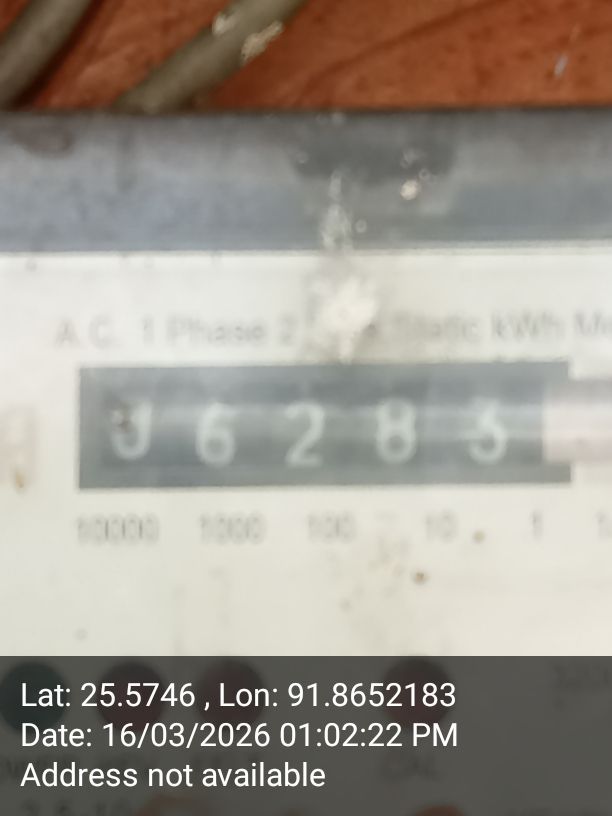 A.C. 1 Phase 2 Static kWh
6 2 8
10000 1000 100 10 1
Lat: 25.5746 , Lon: 91.8652183
Date: 16/03/2026 01:02:22 PM
Address not available
CAL